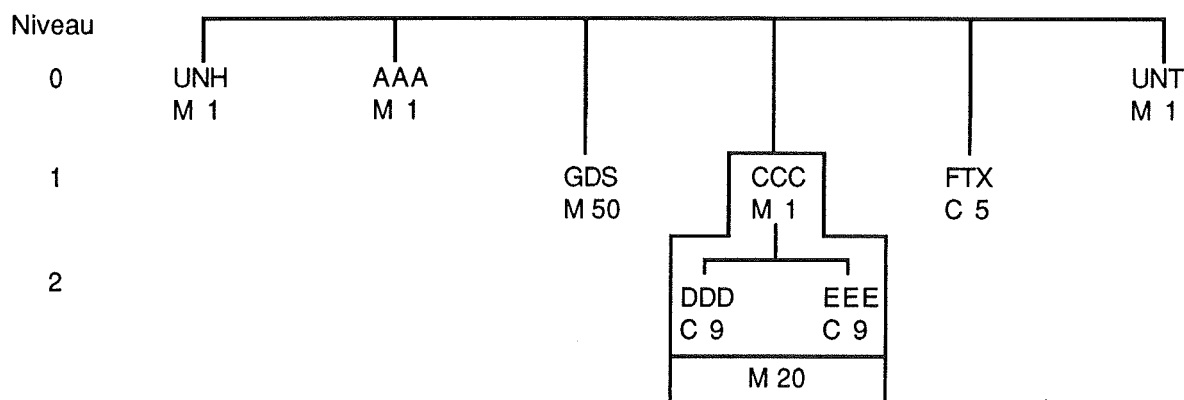 Niveau
0 UNH AAA UNT
M 1 M 1 M 1
1 GDS CCC FTX
M 50 M 1 C 5
2
DDD EEE
C 9 C 9
M 20